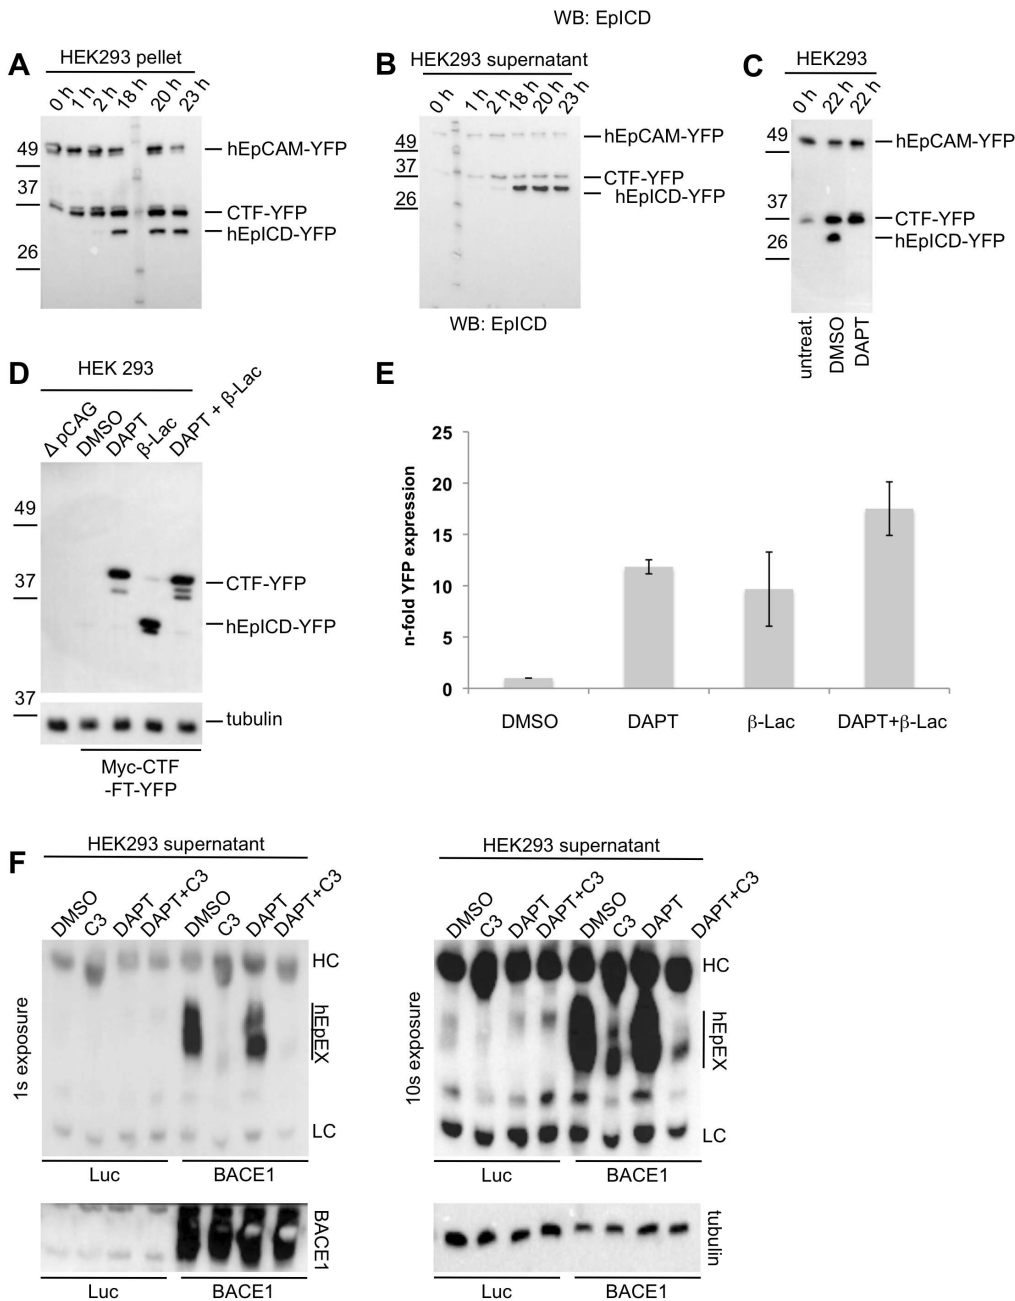 WB: EpICD
A
HEK293 pellet
0 h 1 h 2 h 18 h 20 h 23 h
49
37
26
hEpCAM-YFP
CTF-YFP
hEpICD-YFP
B
HEK293 supernatant
0 h 1 h 2 h 18 h 20 h 23 h
49
37
26
hEpCAM-YFP
CTF-YFP
hEpICD-YFP
WB: EpICD
C
HEK293
0 h 22 h 22 h
49
37
26
hEpCAM-YFP
CTF-YFP
hEpICD-YFP
untreat. DMSO DAPT
D
HEK 293
Δ pCAG DMSO DAPT β-Lac DAPT + β-Lac
49
37
CTF-YFP
hEpICD-YFP
37
tubulin
Myc-CTF
-FT-YFP
E
n-fold YFP expression
25
20
15
10
5
0
DMSO DAPT β-Lac DAPT+β-Lac
F
HEK293 supernatant
DMSO C3 DAPT DAPT+C3 DMSO C3 DAPT DAPT+C3
1s exposure
HC
hEpEX
LC
Luc BACE1
BACE1
Luc BACE1
HEK293 supernatant
DMSO C3 DAPT DAPT+C3 DMSO C3 DAPT DAPT+C3
10s exposure
HC
hEpEX
LC
Luc BACE1
tubulin
Luc BACE1